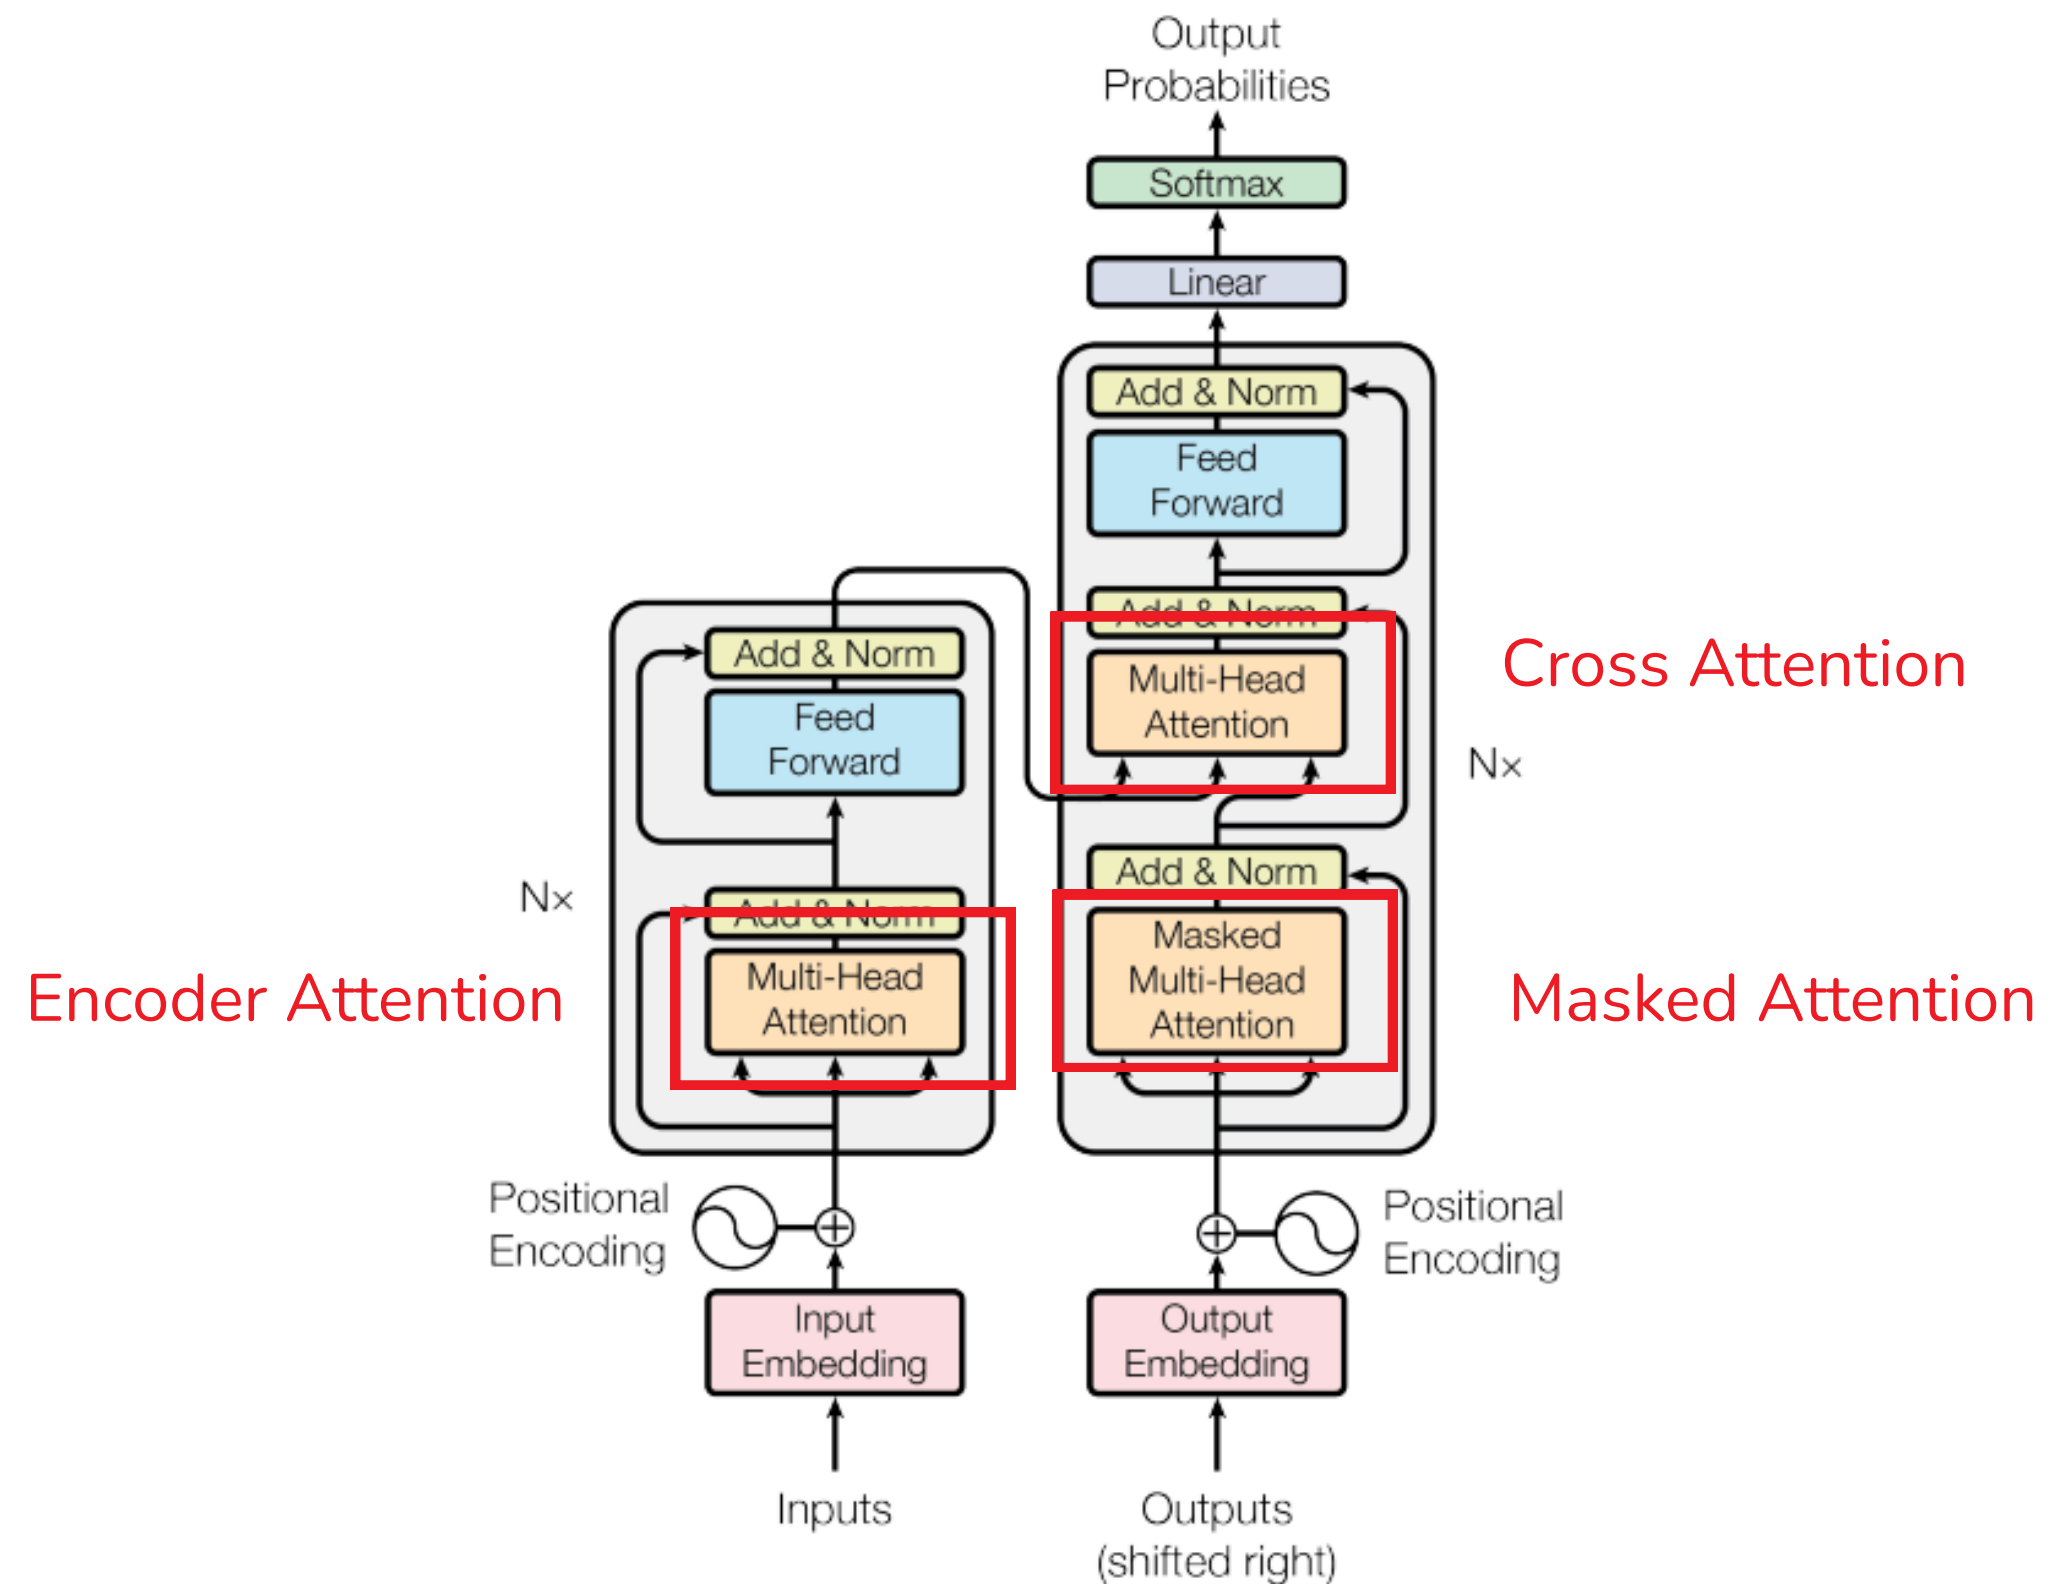 Output
Probabilities
Softmax
Linear
Add & Norm
Feed
Forward
Add & Norm
Multi-Head
Attention
Cross Attention
Nx
Add & Norm
Masked
Multi-Head
Attention
Masked Attention
Add & Norm
Feed
Forward
Nx
Add & Norm
Multi-Head
Attention
Encoder Attention
Positional
Encoding
Input
Embedding
Inputs
Positional
Encoding
Output
Embedding
Outputs
(shifted right)